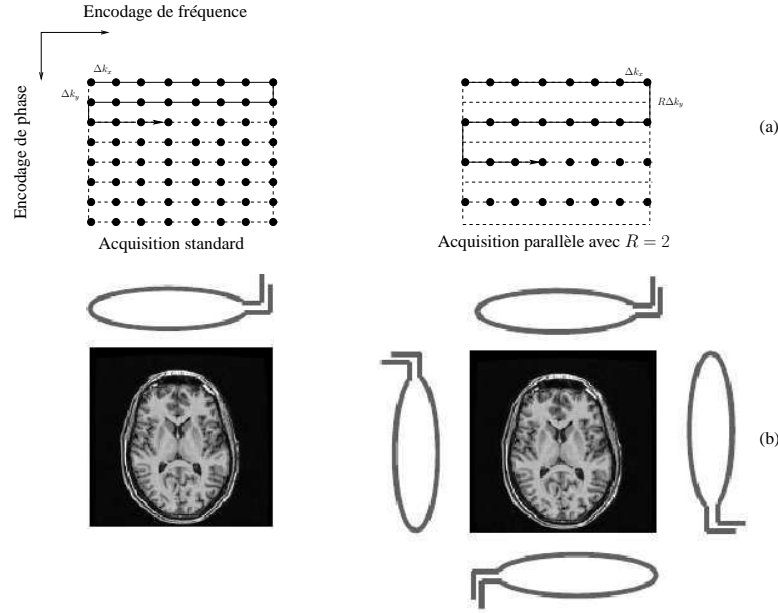 Encodage de fréquence
Encodage de phase
Δk_x
Δk_y
Δk_x
RΔk_y
(a)
Acquisition standard
Acquisition parallèle avec R = 2
(b)